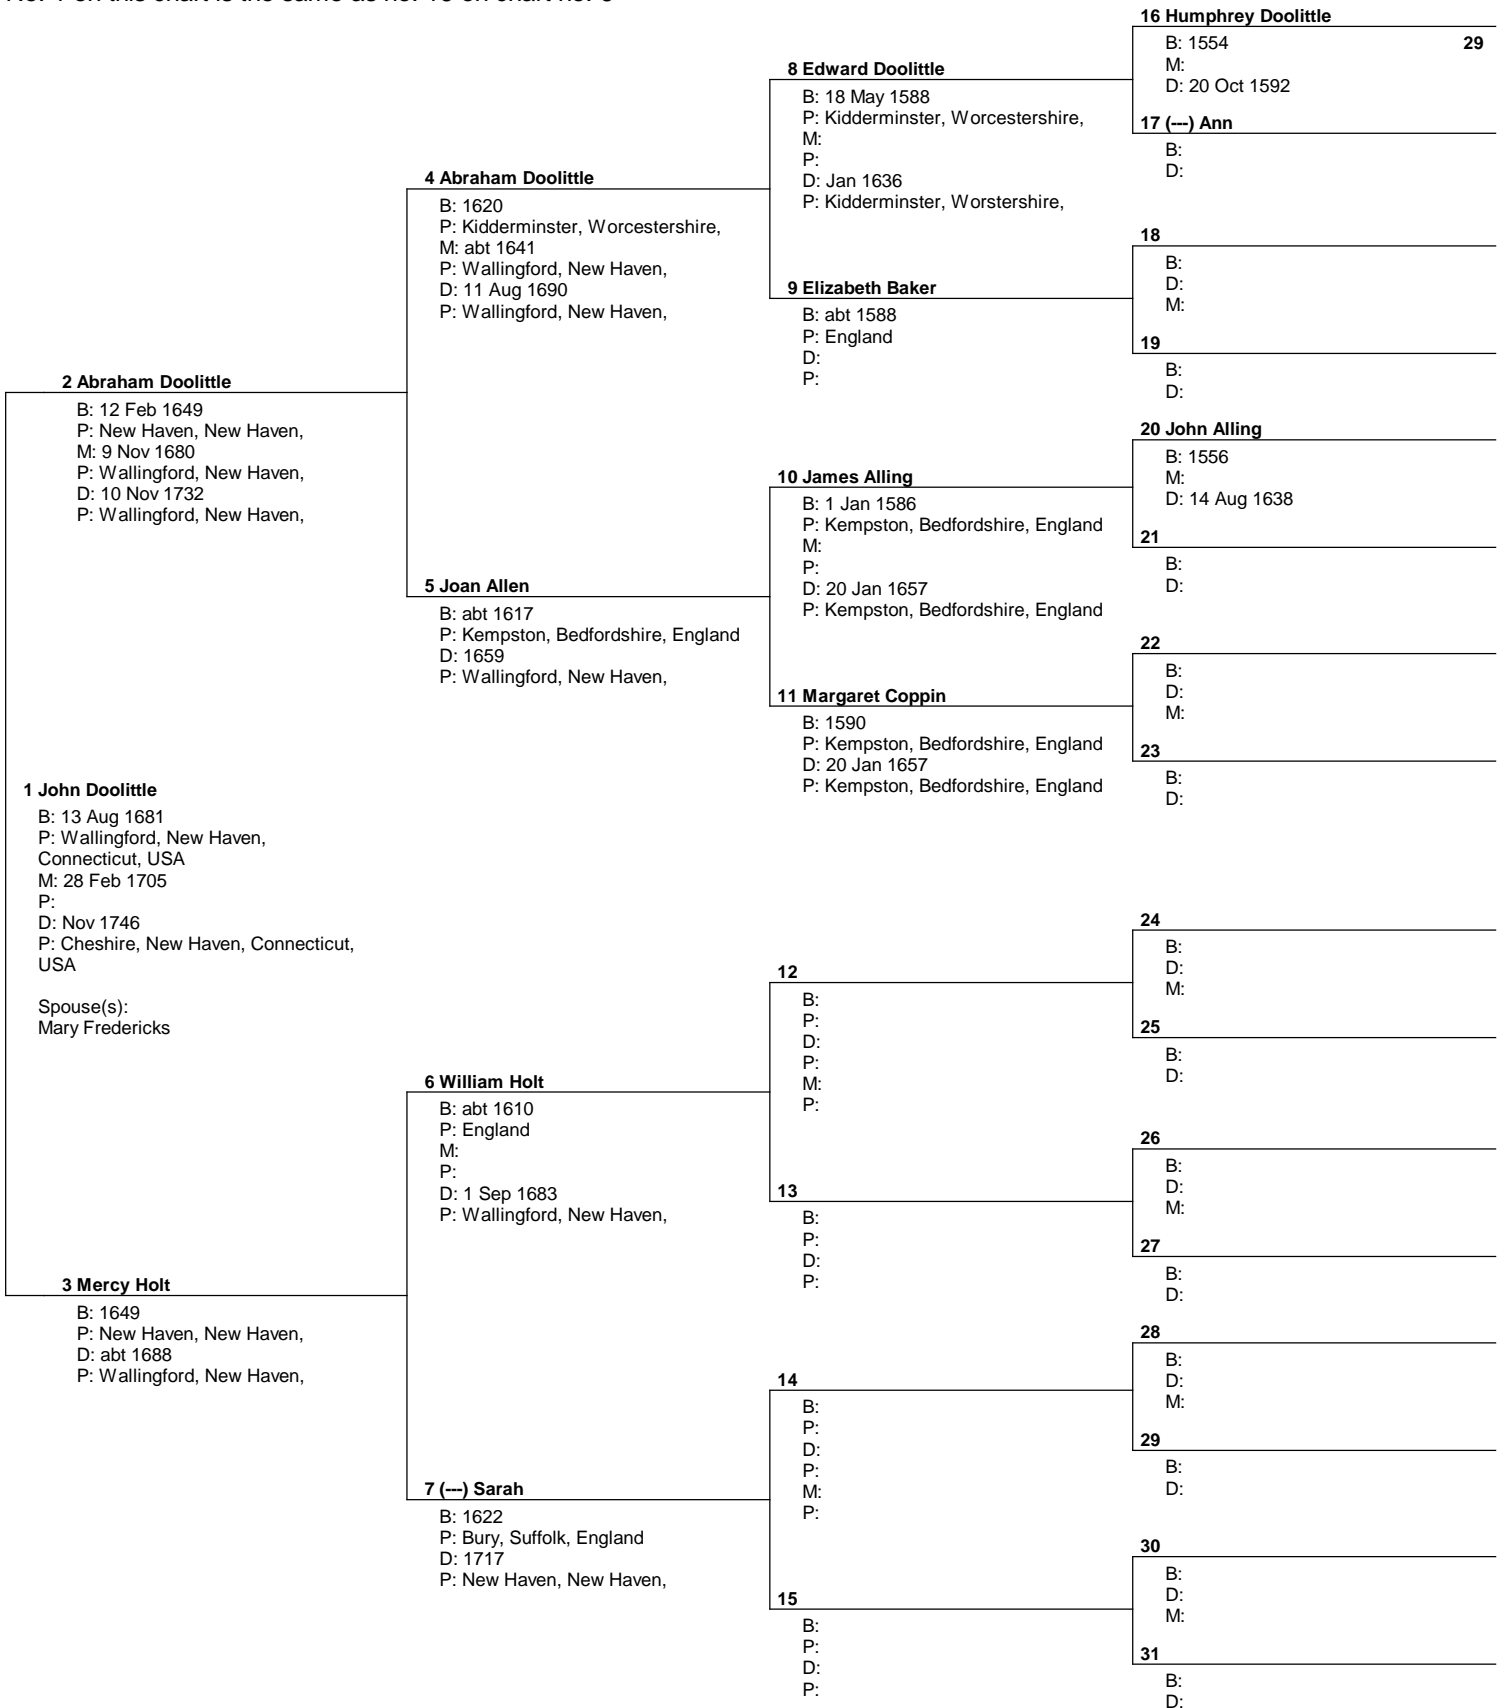 No. 1 on this chart is the same as no. 16 on chart no. 3
1 John Doolittle
B: 13 Aug 1681
P: Wallingford, New Haven,
Connecticut, USA
M: 28 Feb 1705
P:
D: Nov 1746
P: Cheshire, New Haven, Connecticut,
USA
Spouse(s):
Mary Fredericks
2 Abraham Doolittle
B: 12 Feb 1649
P: New Haven, New Haven,
M: 9 Nov 1680
P: Wallingford, New Haven,
D: 10 Nov 1732
P: Wallingford, New Haven,
3 Mercy Holt
B: 1649
P: New Haven, New Haven,
D: abt 1688
P: Wallingford, New Haven,
4 Abraham Doolittle
B: 1620
P: Kidderminster, Worcestershire,
M: abt 1641
P: Wallingford, New Haven,
D: 11 Aug 1690
P: Wallingford, New Haven,
5 Joan Allen
B: abt 1617
P: Kempston, Bedfordshire, England
D: 1659
P: Wallingford, New Haven,
6 William Holt
B: abt 1610
P: England
M:
P:
D: 1 Sep 1683
P: Wallingford, New Haven,
7 (---) Sarah
B: 1622
P: Bury, Suffolk, England
D: 1717
P: New Haven, New Haven,
8 Edward Doolittle
B: 18 May 1588
P: Kidderminster, Worcestershire,
M:
P:
D: Jan 1636
P: Kidderminster, Worstershire,
9 Elizabeth Baker
B: abt 1588
P: England
D:
P:
10 James Alling
B: 1 Jan 1586
P: Kempston, Bedfordshire, England
M:
P:
D: 20 Jan 1657
P: Kempston, Bedfordshire, England
11 Margaret Coppin
B: 1590
P: Kempston, Bedfordshire, England
D: 20 Jan 1657
P: Kempston, Bedfordshire, England
12
B:
P:
D:
P:
M:
P:
13
B:
P:
D:
P:
14
B:
P:
D:
P:
M:
P:
15
B:
P:
D:
P:
16 Humphrey Doolittle
B: 1554 29
M:
D: 20 Oct 1592
17 (---) Ann
B:
D:
18
B:
D:
M:
19
B:
D:
20 John Alling
B: 1556
M:
D: 14 Aug 1638
21
B:
D:
22
B:
D:
M:
23
B:
D:
24
B:
D:
M:
25
B:
D:
26
B:
D:
M:
27
B:
D:
28
B:
D:
M:
29
B:
D:
30
B:
D:
M:
31
B:
D: